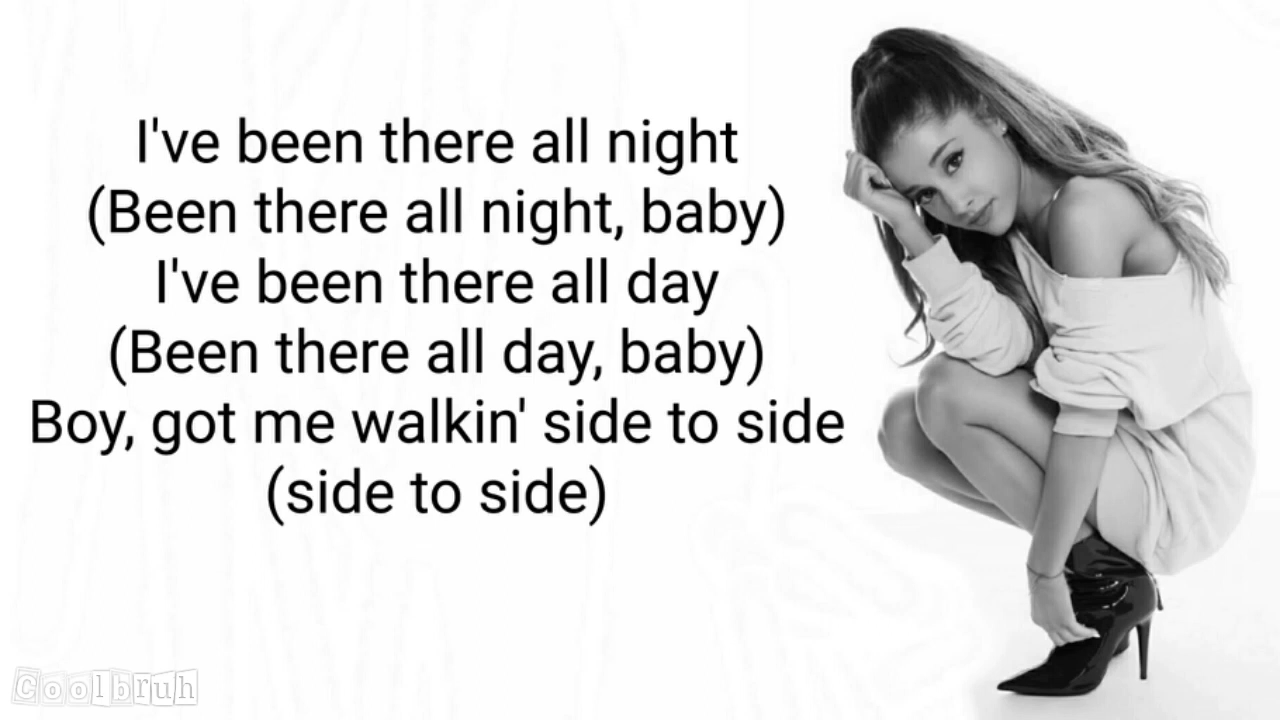 I've been there all night
(Been there all night, baby)
I've been there all day
(Been there all day, baby)
Boy, got me walkin' side to side
(side to side)
Coolbruh